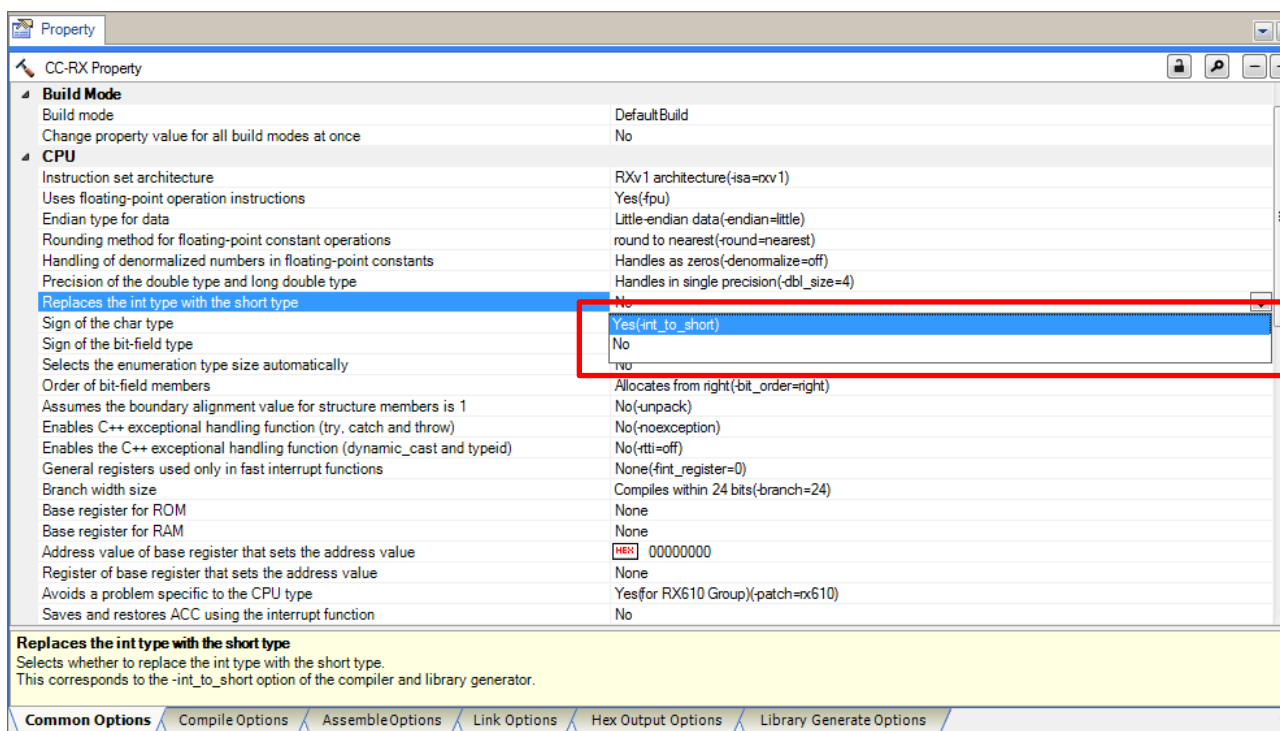 Property
CC-RX Property
Build Mode
Build mode DefaultBuild
Change property value for all build modes at once No
CPU
Instruction set architecture RXv1 architecture(-isa=rxv1)
Uses floating-point operation instructions Yes(-fpu)
Endian type for data Little-endian data(-endian=little)
Rounding method for floating-point constant operations round to nearest(-round=nearest)
Handling of denormalized numbers in floating-point constants Handles as zeros(-denormalize=off)
Precision of the double type and long double type Handles in single precision(-dbl_size=4)
Replaces the int type with the short type No
Sign of the char type Yes(-int_to_short)
Sign of the bit-field type No
Selects the enumeration type size automatically No
Order of bit-field members Allocates from right(-bit_order=right)
Assumes the boundary alignment value for structure members is 1 No(-unpack)
Enables C++ exceptional handling function (try, catch and throw) No(-noexception)
Enables the C++ exceptional handling function (dynamic_cast and typeid) No(-rtti=off)
General registers used only in fast interrupt functions None(-fint_register=0)
Branch width size Compiles within 24 bits(-branch=24)
Base register for ROM None
Base register for RAM None
Address value of base register that sets the address value HEX 00000000
Register of base register that sets the address value None
Avoids a problem specific to the CPU type Yes(for RX610 Group)(-patch=rx610)
Saves and restores ACC using the interrupt function No
Replaces the int type with the short type
Selects whether to replace the int type with the short type.
This corresponds to the -int_to_short option of the compiler and library generator.
Common Options Compile Options Assemble Options Link Options Hex Output Options Library Generate Options